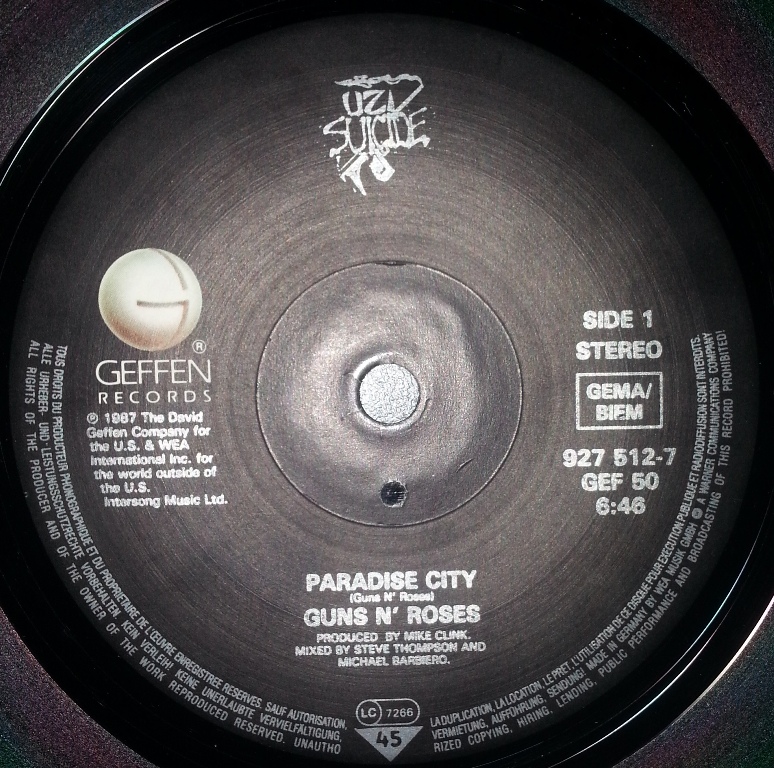 UZI
SUICIDE
GEFFEN®
RECORDS
℗ 1987 The David
Geffen Company for
the U.S. & WEA
International Inc. for
the world outside of
the U.S.
Intersong Music Ltd.
SIDE 1
STEREO
GEMA/
BIEM
927 512-7
GEF 50
6:46
PARADISE CITY
(Guns N' Roses)
GUNS N' ROSES
PRODUCED BY MIKE CLINK.
MIXED BY STEVE THOMPSON AND
MICHAEL BARBIERO.
LC 7266
45
TOUS DROITS DU PRODUCTEUR PHONOGRAPHIQUE ET DU PROPRIETAIRE DE L'ŒUVRE ENREGISTREE RESERVES. SAUF AUTORISATION, LA DUPLICATION, LA LOCATION, LE PRET, L'UTILISATION DE CE DISQUE POUR EXECUTION PUBLIQUE ET RADIODIFFUSION SONT INTERDITS.
ALLE URHEBER- UND LEISTUNGSSCHUTZRECHTE VORBEHALTEN. KEIN VERLEIH! KEINE UNERLAUBTE VERVIELFÄLTIGUNG, VERMIETUNG, AUFFÜHRUNG, SENDUNG! MADE IN GERMANY BY WEA MUSIK GMBH A WARNER COMMUNICATIONS COMPANY
ALL RIGHTS OF THE PRODUCER AND OF THE OWNER OF THE WORK REPRODUCED RESERVED. UNAUTHORIZED COPYING, HIRING, LENDING, PUBLIC PERFORMANCE AND BROADCASTING OF THIS RECORD PROHIBITED!